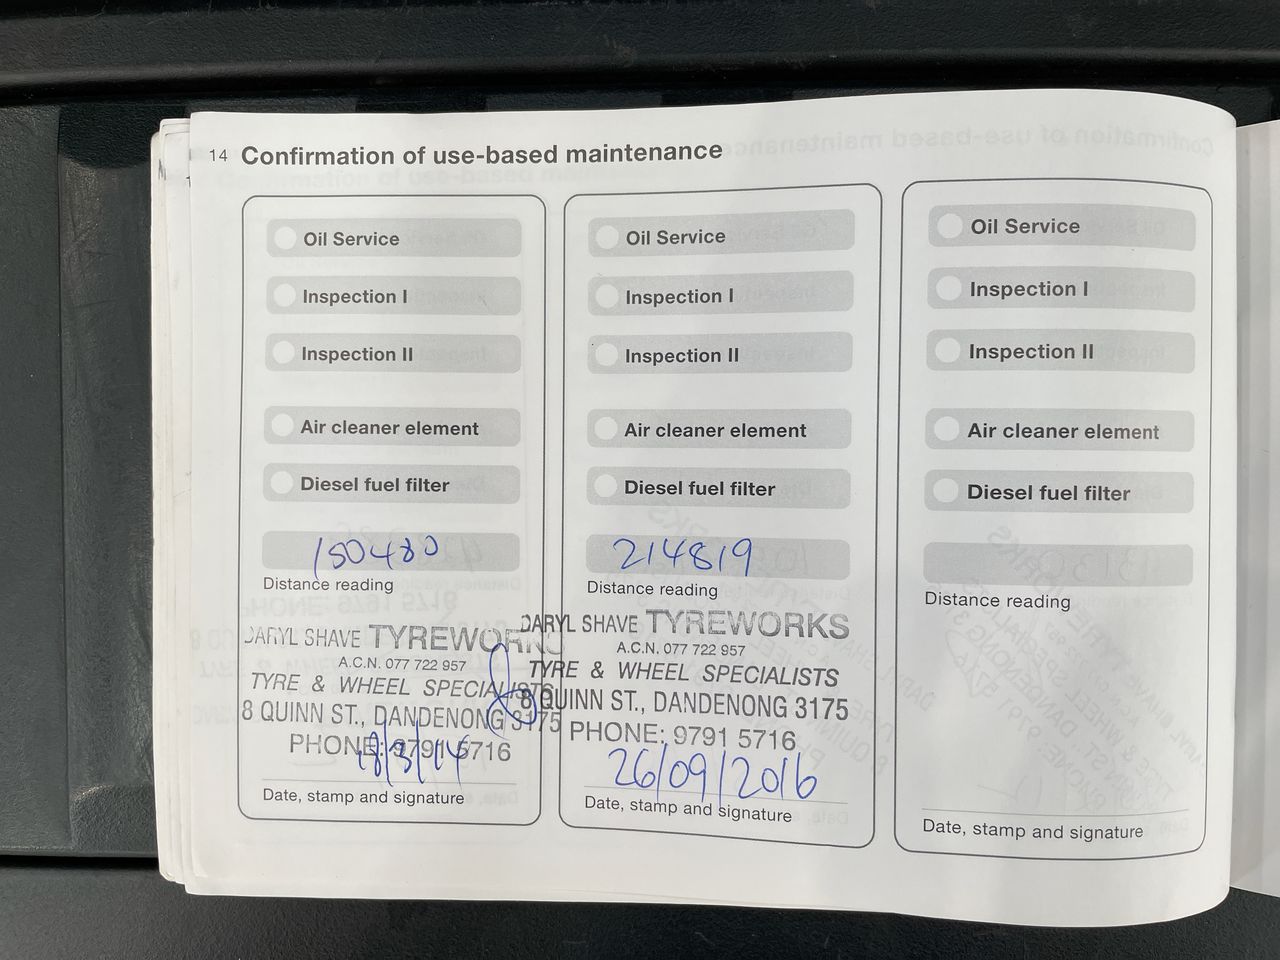 14 Confirmation of use-based maintenance
Oil Service
Inspection I
Inspection II
Air cleaner element
Diesel fuel filter
150480
Distance reading
DARYL SHAVE TYREWORKS
A.C.N. 077 722 957
TYRE & WHEEL SPECIALISTS
8 QUINN ST., DANDENONG 3175
PHONE: 9791 5716
18/3/14
Date, stamp and signature
Oil Service
Inspection I
Inspection II
Air cleaner element
Diesel fuel filter
214819
Distance reading
DARYL SHAVE TYREWORKS
A.C.N. 077 722 957
TYRE & WHEEL SPECIALISTS
8 QUINN ST., DANDENONG 3175
PHONE: 9791 5716
26/09/2016
Date, stamp and signature
Oil Service
Inspection I
Inspection II
Air cleaner element
Diesel fuel filter
Distance reading
Date, stamp and signature